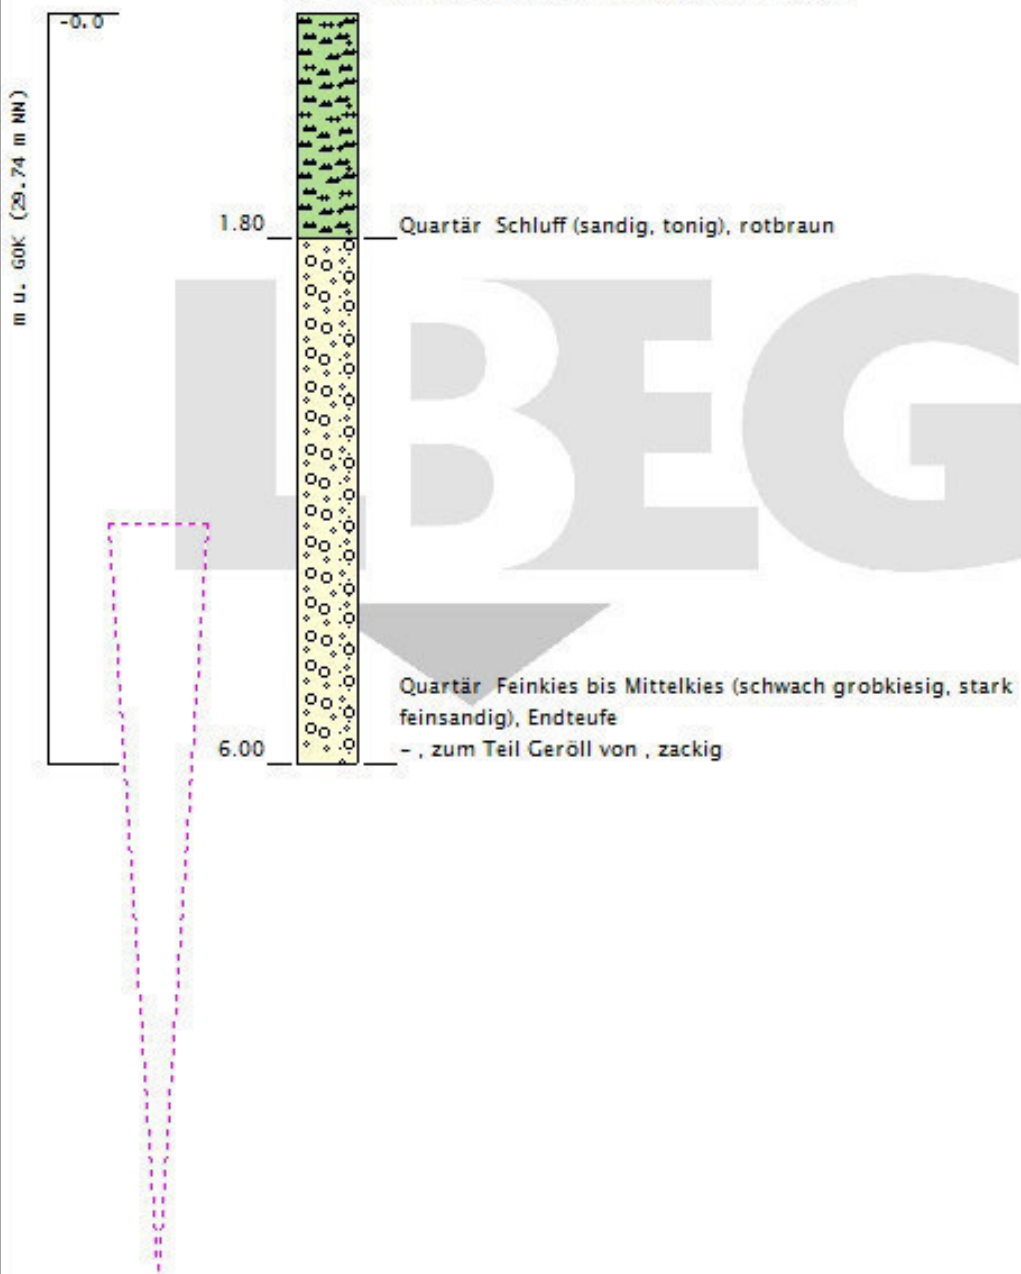 -0.0
m u. GOK (29.74 m NN)
1.80
Quartär Schluff (sandig, tonig), rotbraun
LBEG
Quartär Feinkies bis Mittelkies (schwach grobkiesig, stark
feinsandig), Endteufe
6.00
- , zum Teil Geröll von , zackig